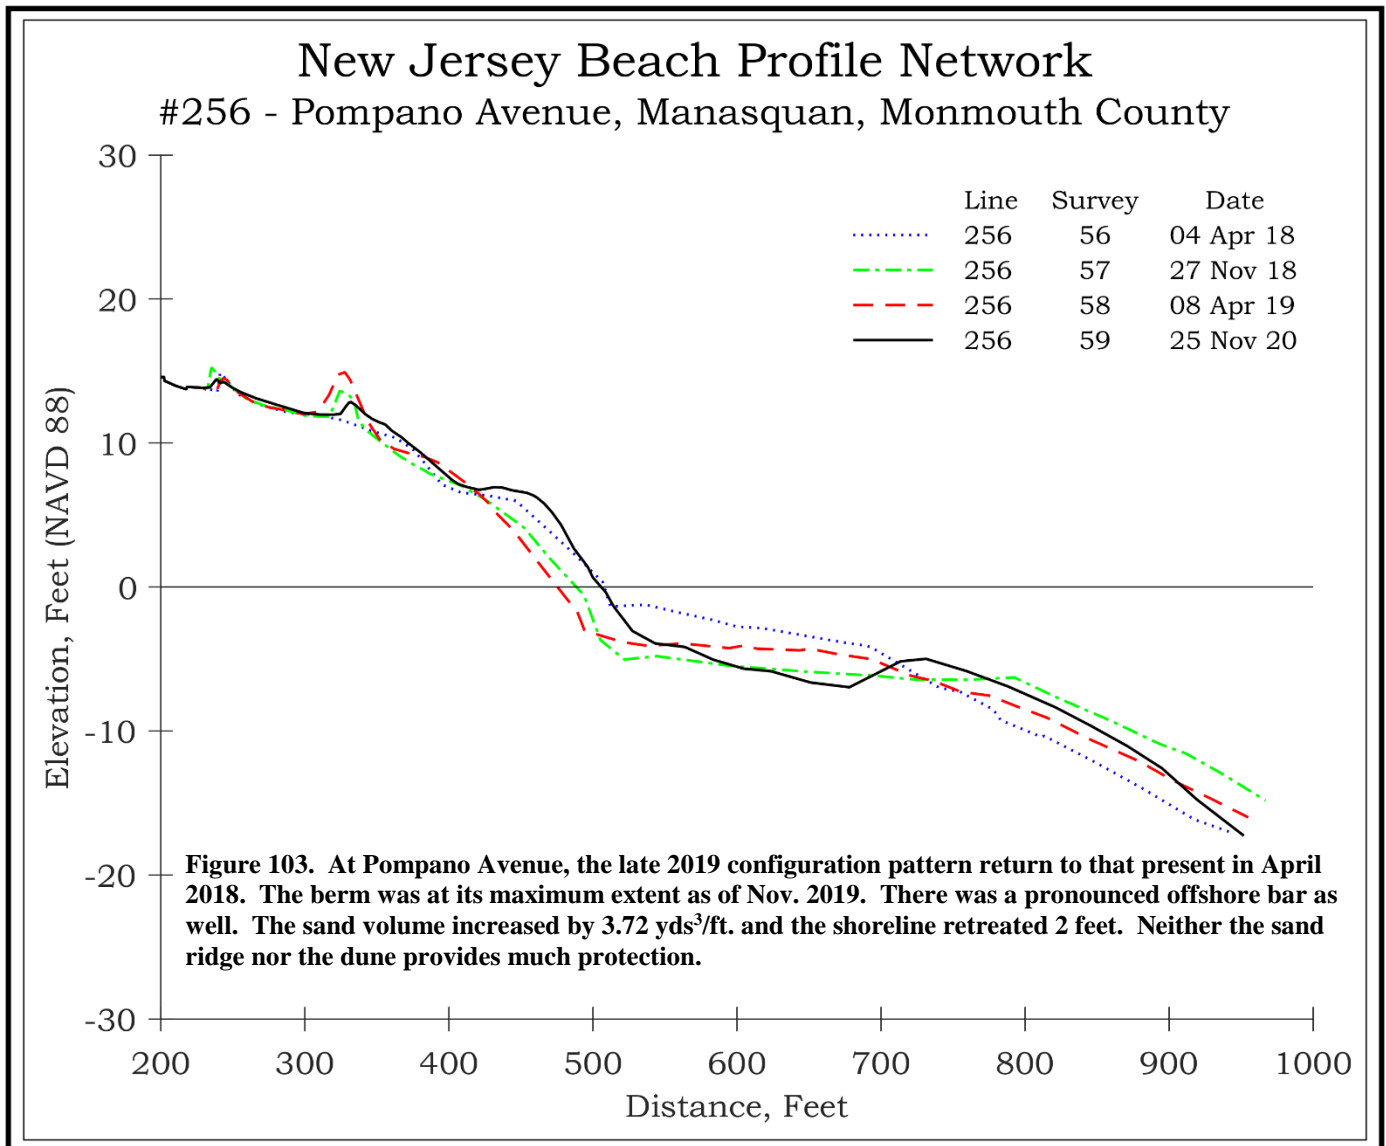 New Jersey Beach Profile Network
#256 - Pompano Avenue, Manasquan, Monmouth County
30
20
10
0
-10
-20
-30
Elevation, Feet (NAVD 88)
Line Survey Date
256 56 04 Apr 18
256 57 27 Nov 18
256 58 08 Apr 19
256 59 25 Nov 20
Figure 103. At Pompano Avenue, the late 2019 configuration pattern return to that present in April
2018. The berm was at its maximum extent as of Nov. 2019. There was a pronounced offshore bar as
well. The sand volume increased by 3.72 yds³/ft. and the shoreline retreated 2 feet. Neither the sand
ridge nor the dune provides much protection.
200 300 400 500 600 700 800 900 1000
Distance, Feet